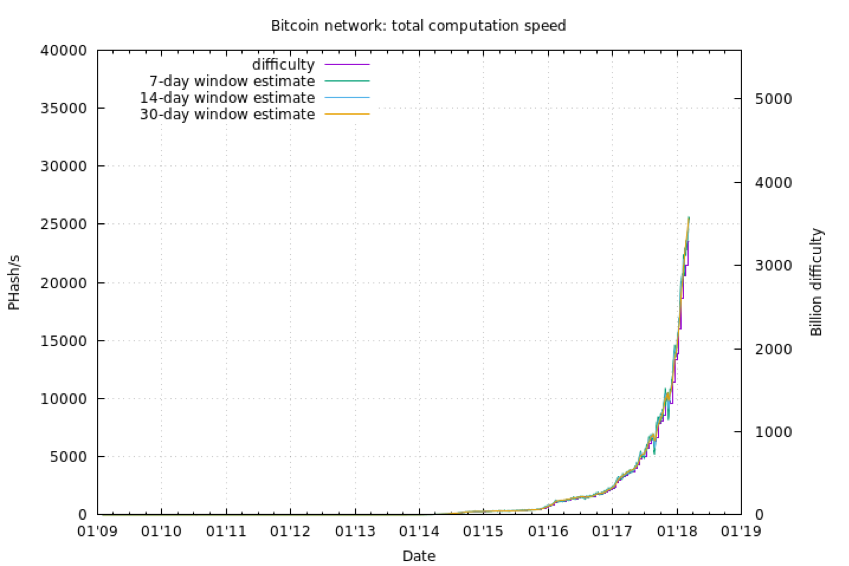 Bitcoin network: total computation speed
40000
35000
30000
25000
20000
15000
10000
5000
0
difficulty
7-day window estimate
14-day window estimate
30-day window estimate
5000
4000
3000
2000
1000
0
PHash/s
Billion difficulty
01'09 01'10 01'11 01'12 01'13 01'14 01'15 01'16 01'17 01'18 01'19
Date